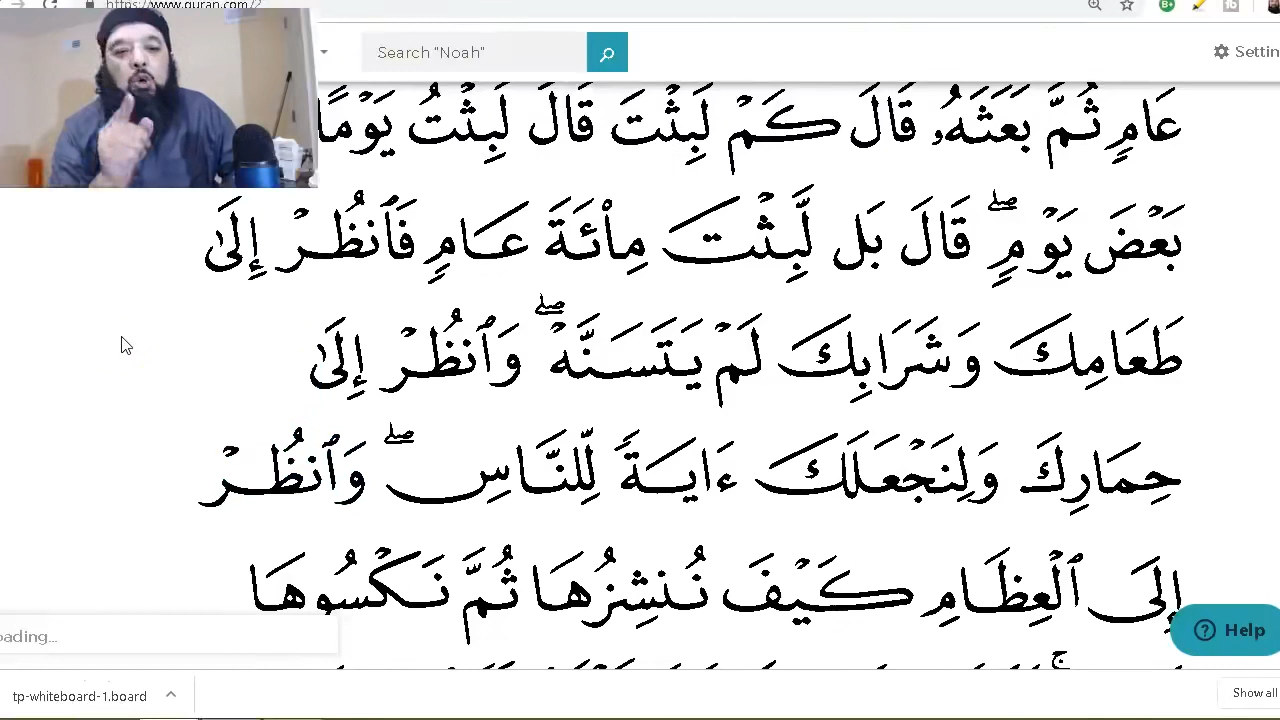 https://www.quran.com/2
Search "Noah"
Settin
عَامٍ ثُمَّ بَعَثَهُۥ قَالَ كَمْ لَبِثْتَ قَالَ لَبِثْتُ يَوْمًا
بَعْضَ يَوْمٍ ۖ قَالَ بَل لَّبِثْتَ مِا۟ئَةَ عَامٍ فَٱنظُرْ إِلَىٰ
طَعَامِكَ وَشَرَابِكَ لَمْ يَتَسَنَّهْ ۖ وَٱنظُرْ إِلَىٰ
حِمَارِكَ وَلِنَجْعَلَكَ ءَايَةً لِّلنَّاسِ ۖ وَٱنظُرْ
إِلَى ٱلْعِظَامِ كَيْفَ نُنشِزُهَا ثُمَّ نَكْسُوهَا
oading...
Help
tp-whiteboard-1.board
Show all